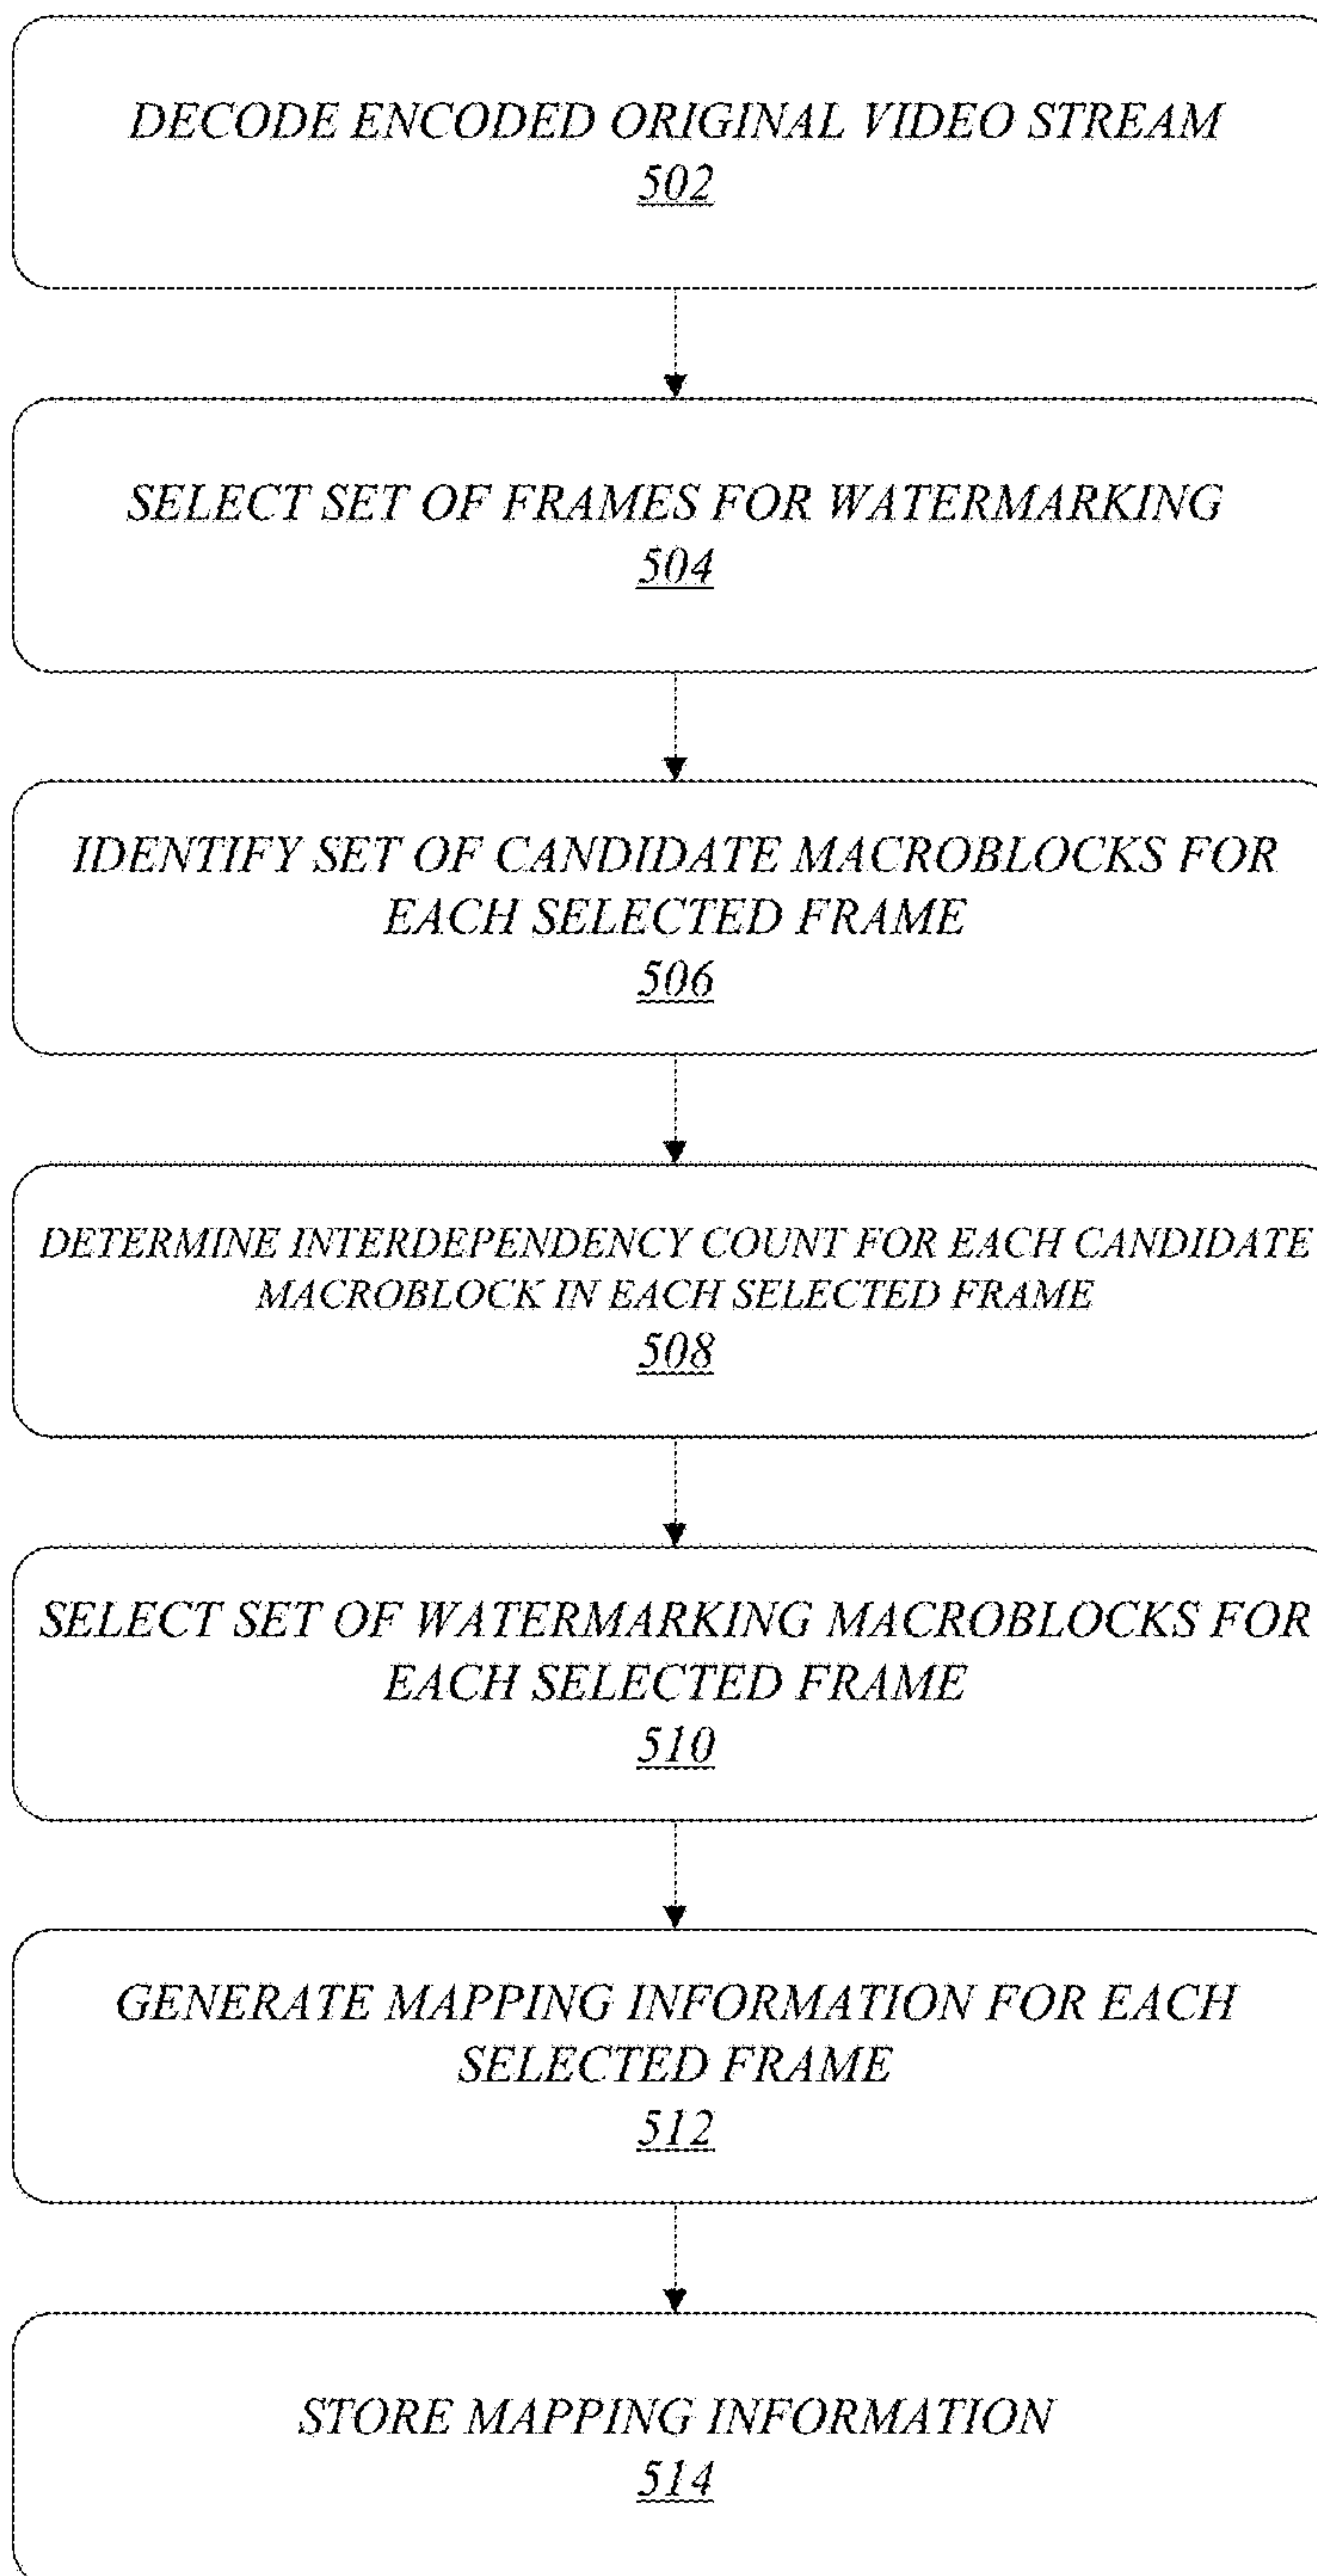 DECODE ENCODED ORIGINAL VIDEO STREAM
502
SELECT SET OF FRAMES FOR WATERMARKING
504
IDENTIFY SET OF CANDIDATE MACROBLOCKS FOR
EACH SELECTED FRAME
506
DETERMINE INTERDEPENDENCY COUNT FOR EACH CANDIDATE
MACROBLOCK IN EACH SELECTED FRAME
508
SELECT SET OF WATERMARKING MACROBLOCKS FOR
EACH SELECTED FRAME
510
GENERATE MAPPING INFORMATION FOR EACH
SELECTED FRAME
512
STORE MAPPING INFORMATION
514